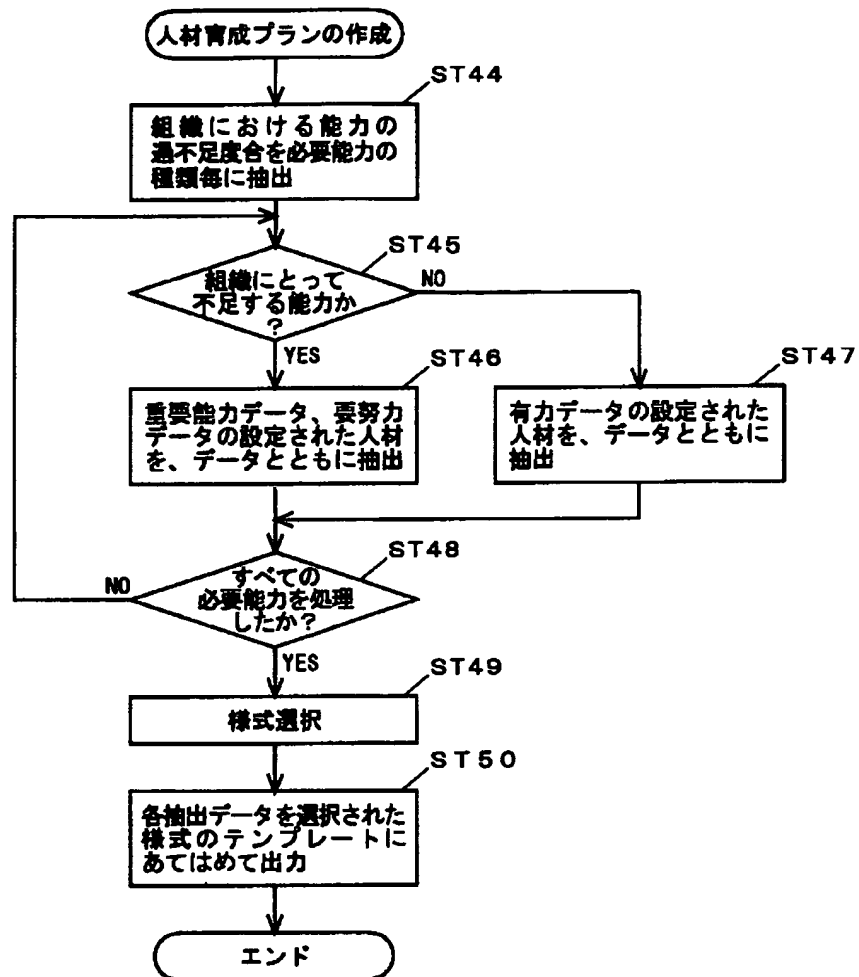 人材育成プランの作成
ST44
組織における能力の
過不足度合を必要能力の
種類毎に抽出
ST45
組織にとって
不足する能力か
?
NO
YES
ST46
重要能力データ、要努力
データの設定された人材
を、データとともに抽出
ST47
有力データの設定された
人材を、データとともに
抽出
ST48
すべての
必要能力を処理
したか?
NO
YES
ST49
様式選択
ST50
各抽出データを選択された
様式のテンプレートに
あてはめて出力
エンド